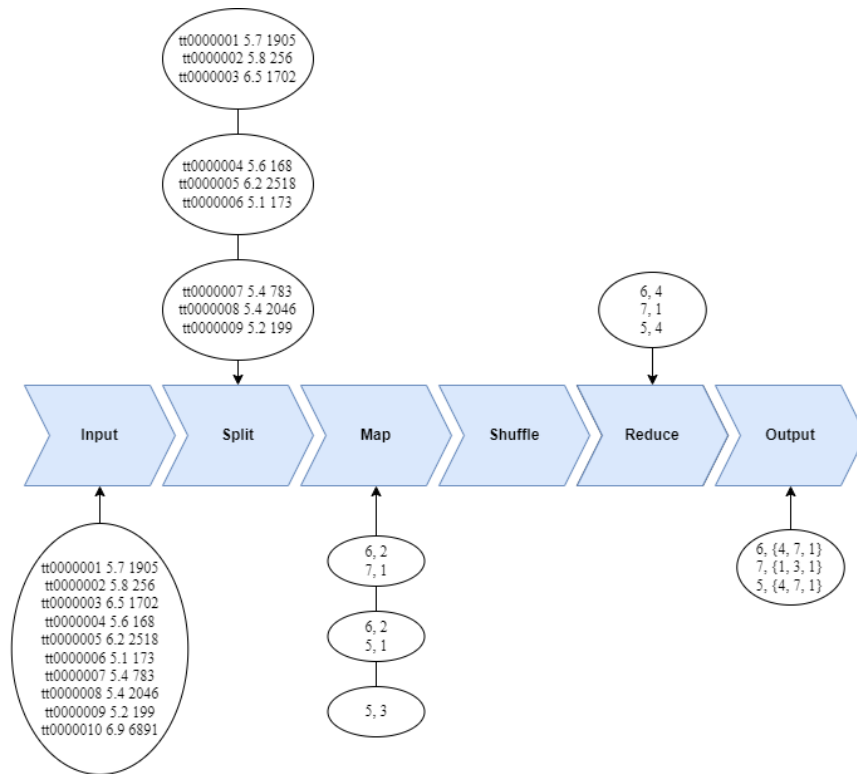 tt0000001 5.7 1905
tt0000002 5.8 256
tt0000003 6.5 1702
tt0000004 5.6 168
tt0000005 6.2 2518
tt0000006 5.1 173
tt0000007 5.4 783
tt0000008 5.4 2046
tt0000009 5.2 199
6, 4
7, 1
5, 4
Input
Split
Map
Shuffle
Reduce
Output
tt0000001 5.7 1905
tt0000002 5.8 256
tt0000003 6.5 1702
tt0000004 5.6 168
tt0000005 6.2 2518
tt0000006 5.1 173
tt0000007 5.4 783
tt0000008 5.4 2046
tt0000009 5.2 199
tt0000010 6.9 6891
6, 2
7, 1
6, 2
5, 1
5, 3
6, {4, 7, 1}
7, {1, 3, 1}
5, {4, 7, 1}